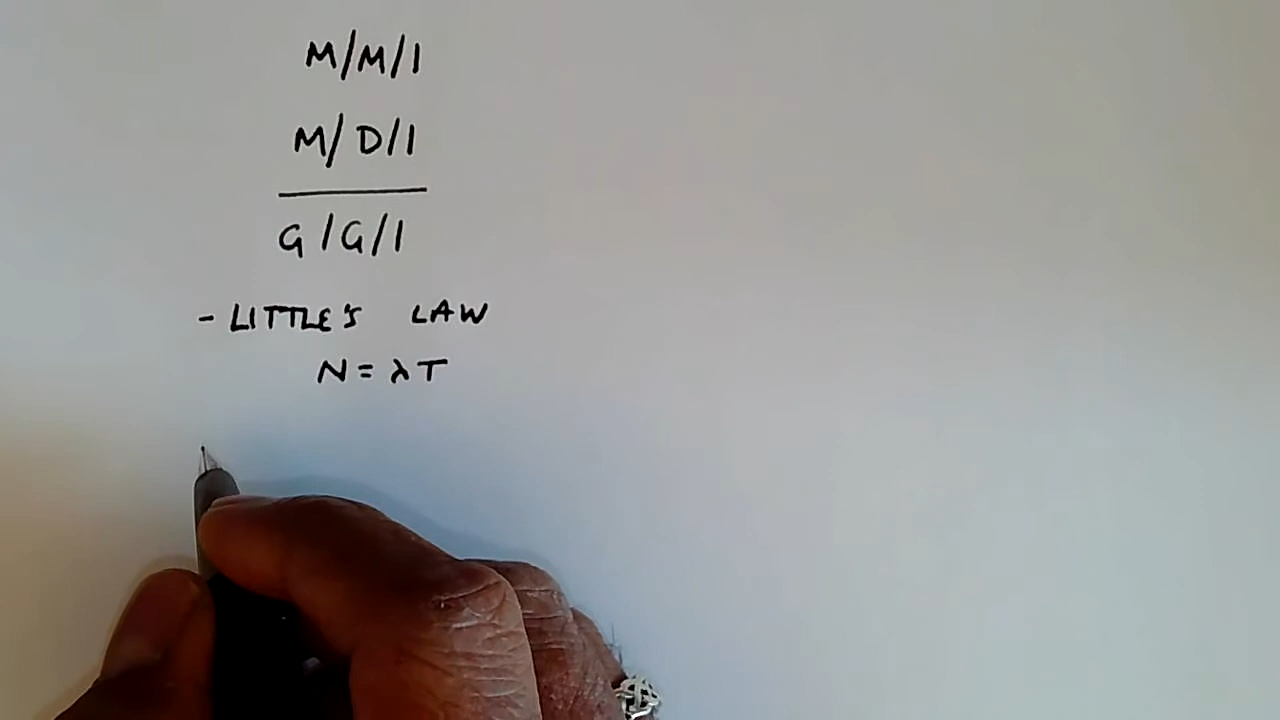 M/M/1
M/D/1
G/G/1
- LITTLE'S LAW
N = λT